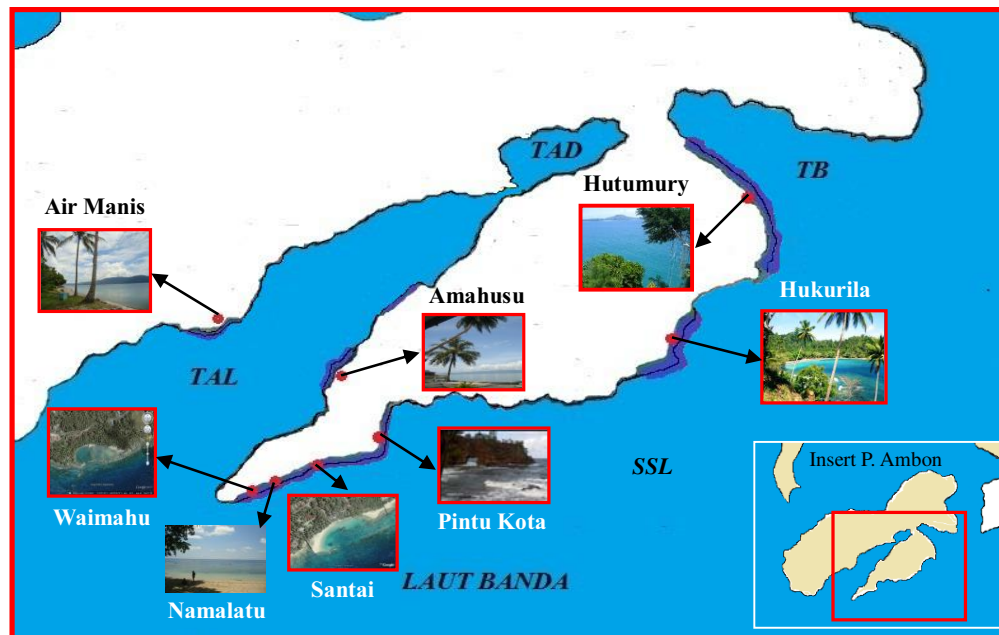 TAD
TB
Hutumury
Air Manis
Hukurila
Amahusu
TAL
Insert P. Ambon
SSL
Waimahu
Pintu Kota
Santai
LAUT BANDA
Namalatu